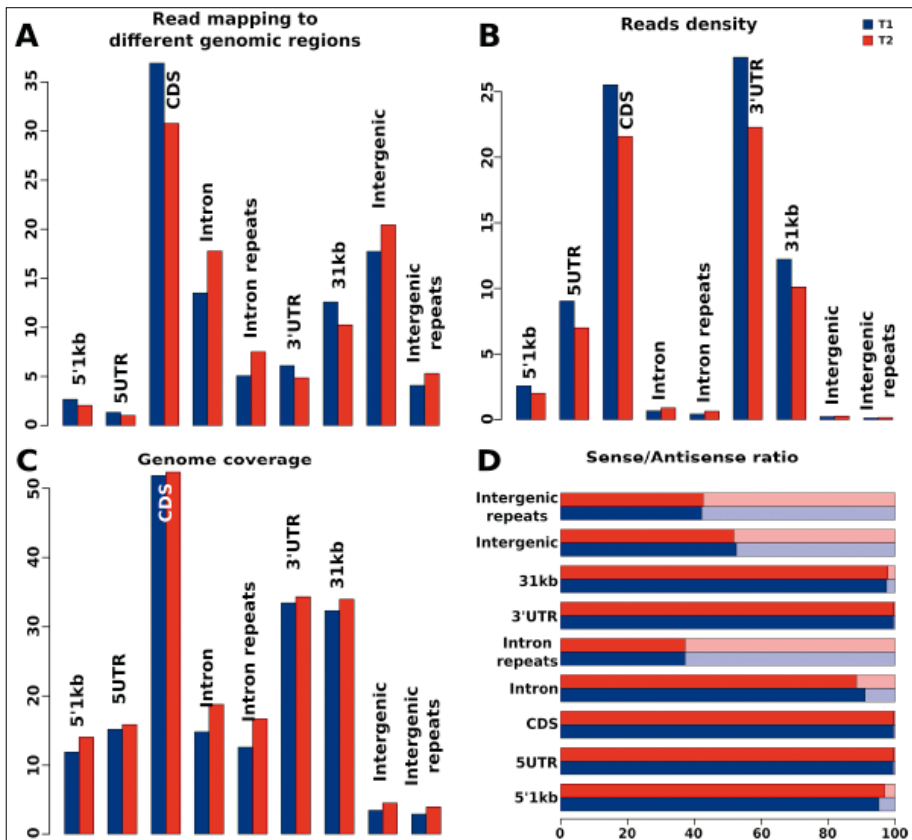 A
Read mapping to
different genomic regions
35
30
25
20
15
10
5
0
5'1kb
5UTR
CDS
Intron
Intron repeats
3'UTR
31kb
Intergenic
Intergenic
repeats
B
Reads density
T1
T2
25
20
15
10
5
0
5'1kb
5UTR
CDS
Intron
Intron repeats
3'UTR
31kb
Intergenic
Intergenic
repeats
C
Genome coverage
50
40
30
20
10
0
5'1kb
5UTR
CDS
Intron
Intron repeats
3'UTR
31kb
Intergenic
Intergenic
repeats
D
Sense/Antisense ratio
Intergenic
repeats
Intergenic
31kb
3'UTR
Intron
repeats
Intron
CDS
5UTR
5'1kb
0 20 40 60 80 100